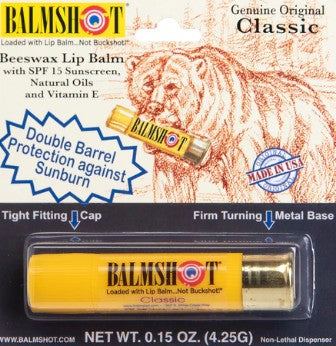 BALMSHOT
Loaded with Lip Balm...Not Buckshot!
Genuine Original
Classic
Beeswax Lip Balm
with SPF 15 Sunscreen,
Natural Oils
and Vitamin E
BALMSHOT
Double Barrel
Protection against
Sunburn
MADE IN U.S.A.
Tight Fitting Cap
Firm Turning Metal Base
BALMSHOT
Loaded with Lip Balm...Not Buckshot!
Classic
NET WT. 0.15 OZ. (4.25G)
WWW.BALMSHOT.COM
Non-Lethal Dispenser